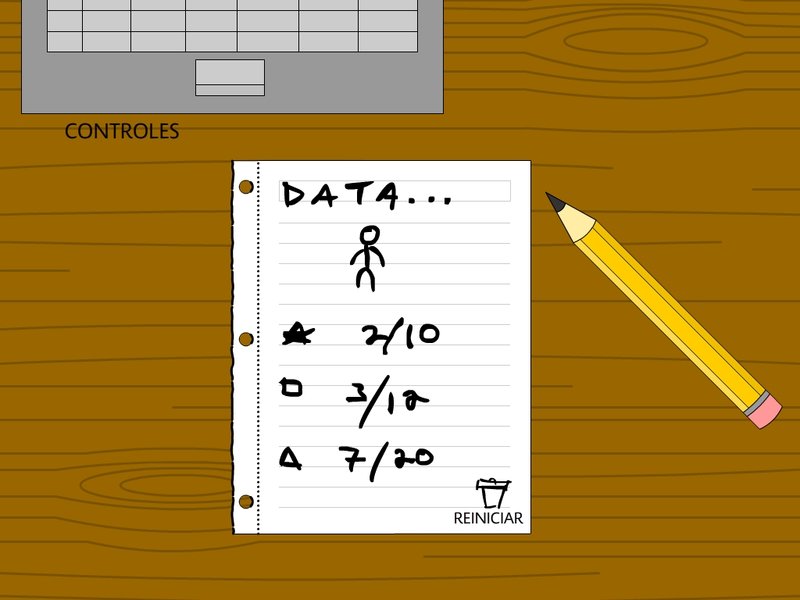 CONTROLES
DATA...
2/10
3/12
7/20
REINICIAR